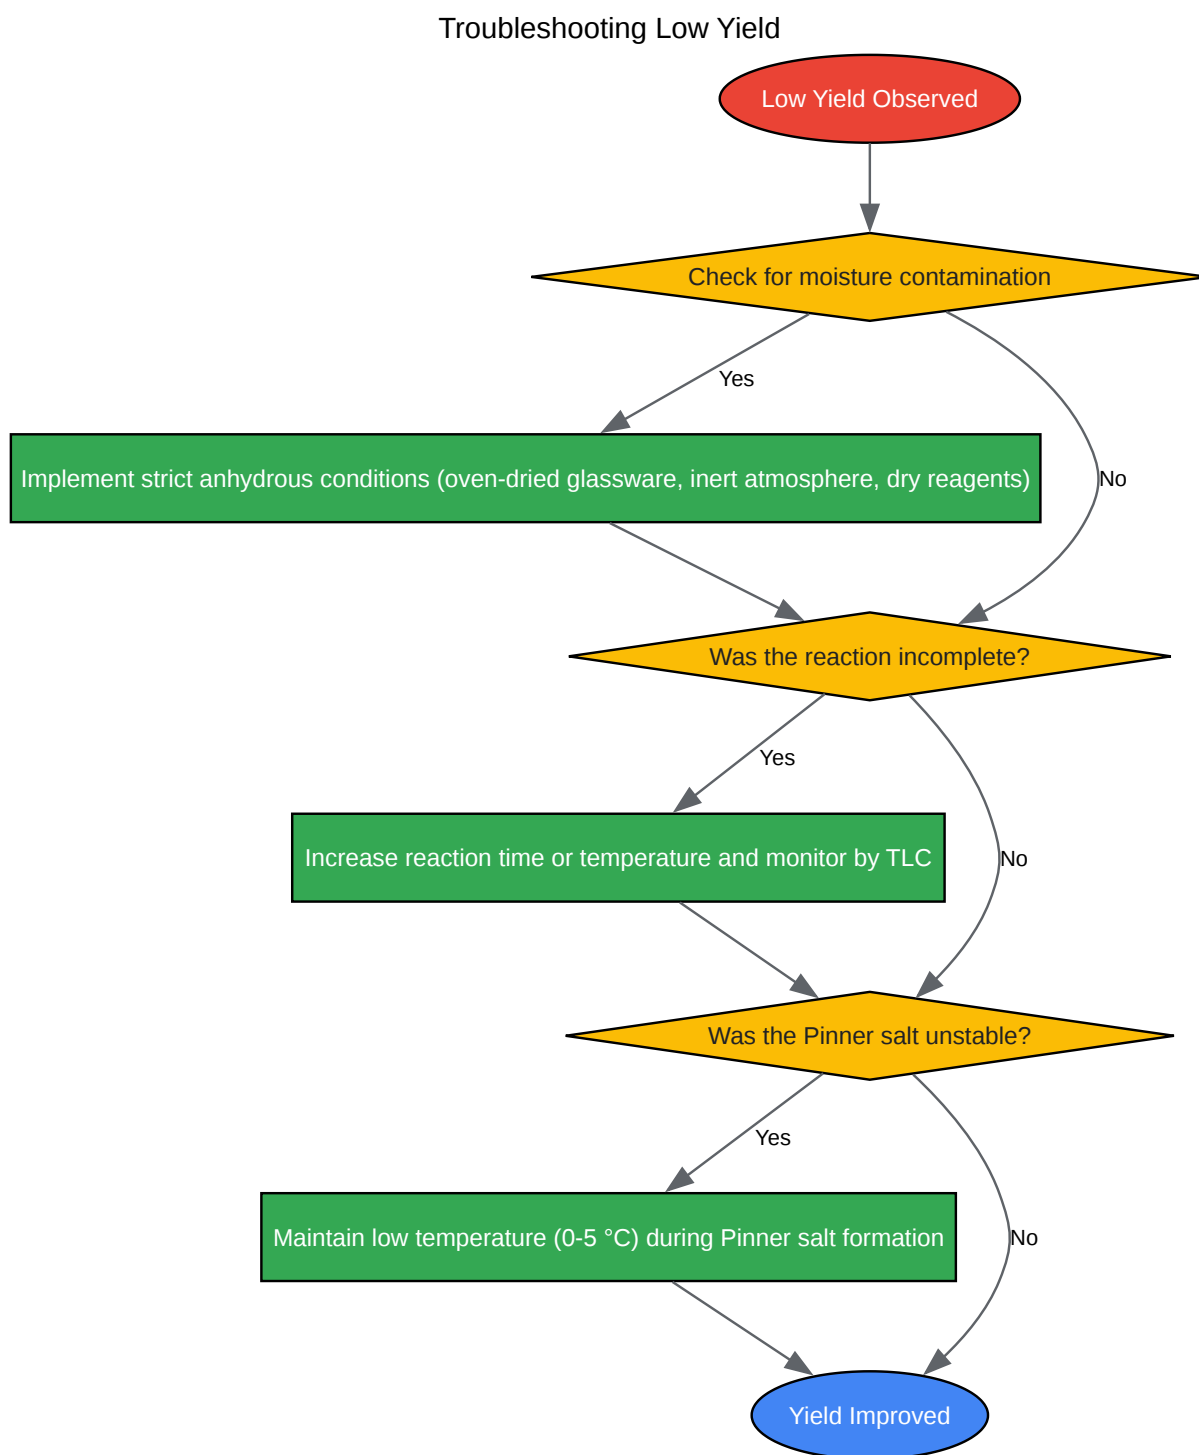 Troubleshooting Low Yield
Low Yield Observed
Check for moisture contamination
Yes
Implement strict anhydrous conditions (oven-dried glassware, inert atmosphere, dry reagents)
No
Was the reaction incomplete?
Yes
Increase reaction time or temperature and monitor by TLC
No
Was the Pinner salt unstable?
Yes
Maintain low temperature (0-5 °C) during Pinner salt formation
No
Yield Improved